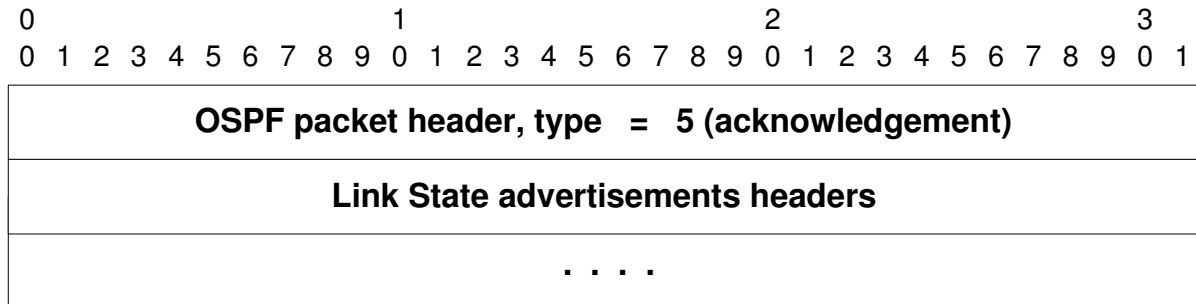 0 1 2 3
0 1 2 3 4 5 6 7 8 9 0 1 2 3 4 5 6 7 8 9 0 1 2 3 4 5 6 7 8 9 0 1
OSPF packet header, type = 5 (acknowledgement)
Link State advertisements headers
. . . .